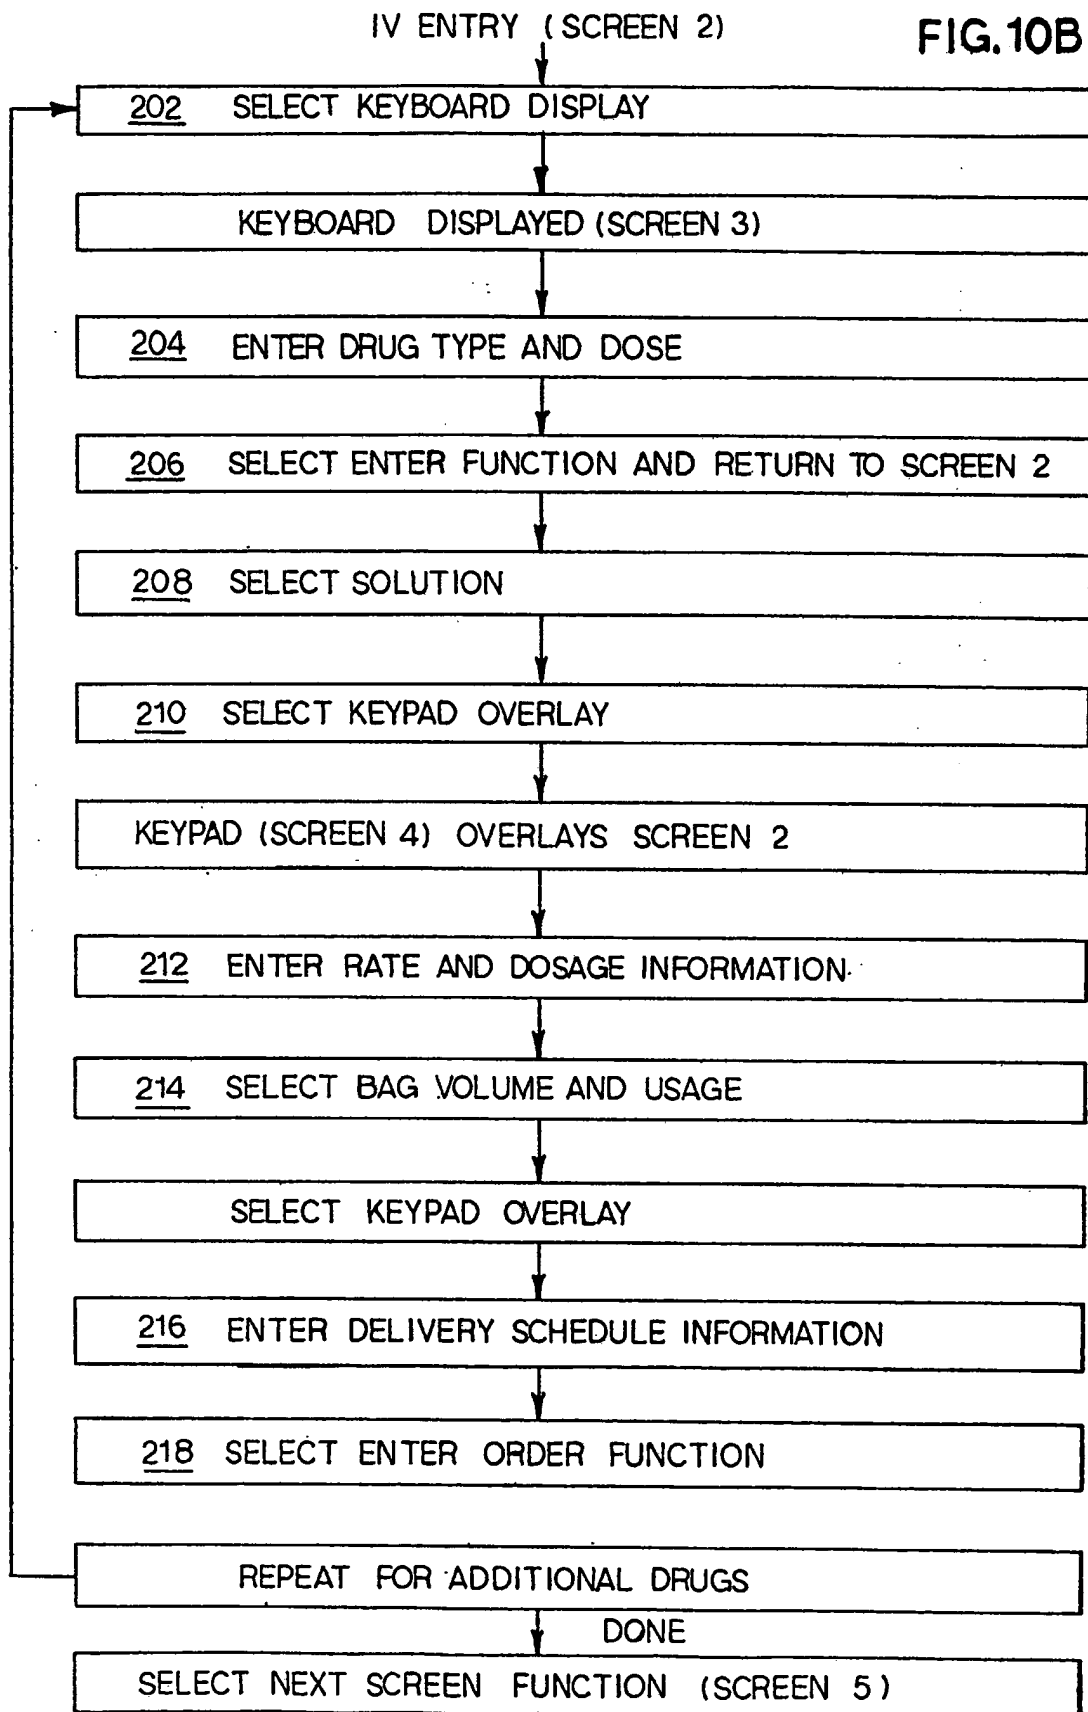 IV ENTRY (SCREEN 2)
FIG. 10B
202 SELECT KEYBOARD DISPLAY
KEYBOARD DISPLAYED (SCREEN 3)
204 ENTER DRUG TYPE AND DOSE
206 SELECT ENTER FUNCTION AND RETURN TO SCREEN 2
208 SELECT SOLUTION
210 SELECT KEYPAD OVERLAY
KEYPAD (SCREEN 4) OVERLAYS SCREEN 2
212 ENTER RATE AND DOSAGE INFORMATION
214 SELECT BAG VOLUME AND USAGE
SELECT KEYPAD OVERLAY
216 ENTER DELIVERY SCHEDULE INFORMATION
218 SELECT ENTER ORDER FUNCTION
REPEAT FOR ADDITIONAL DRUGS
DONE
SELECT NEXT SCREEN FUNCTION (SCREEN 5)